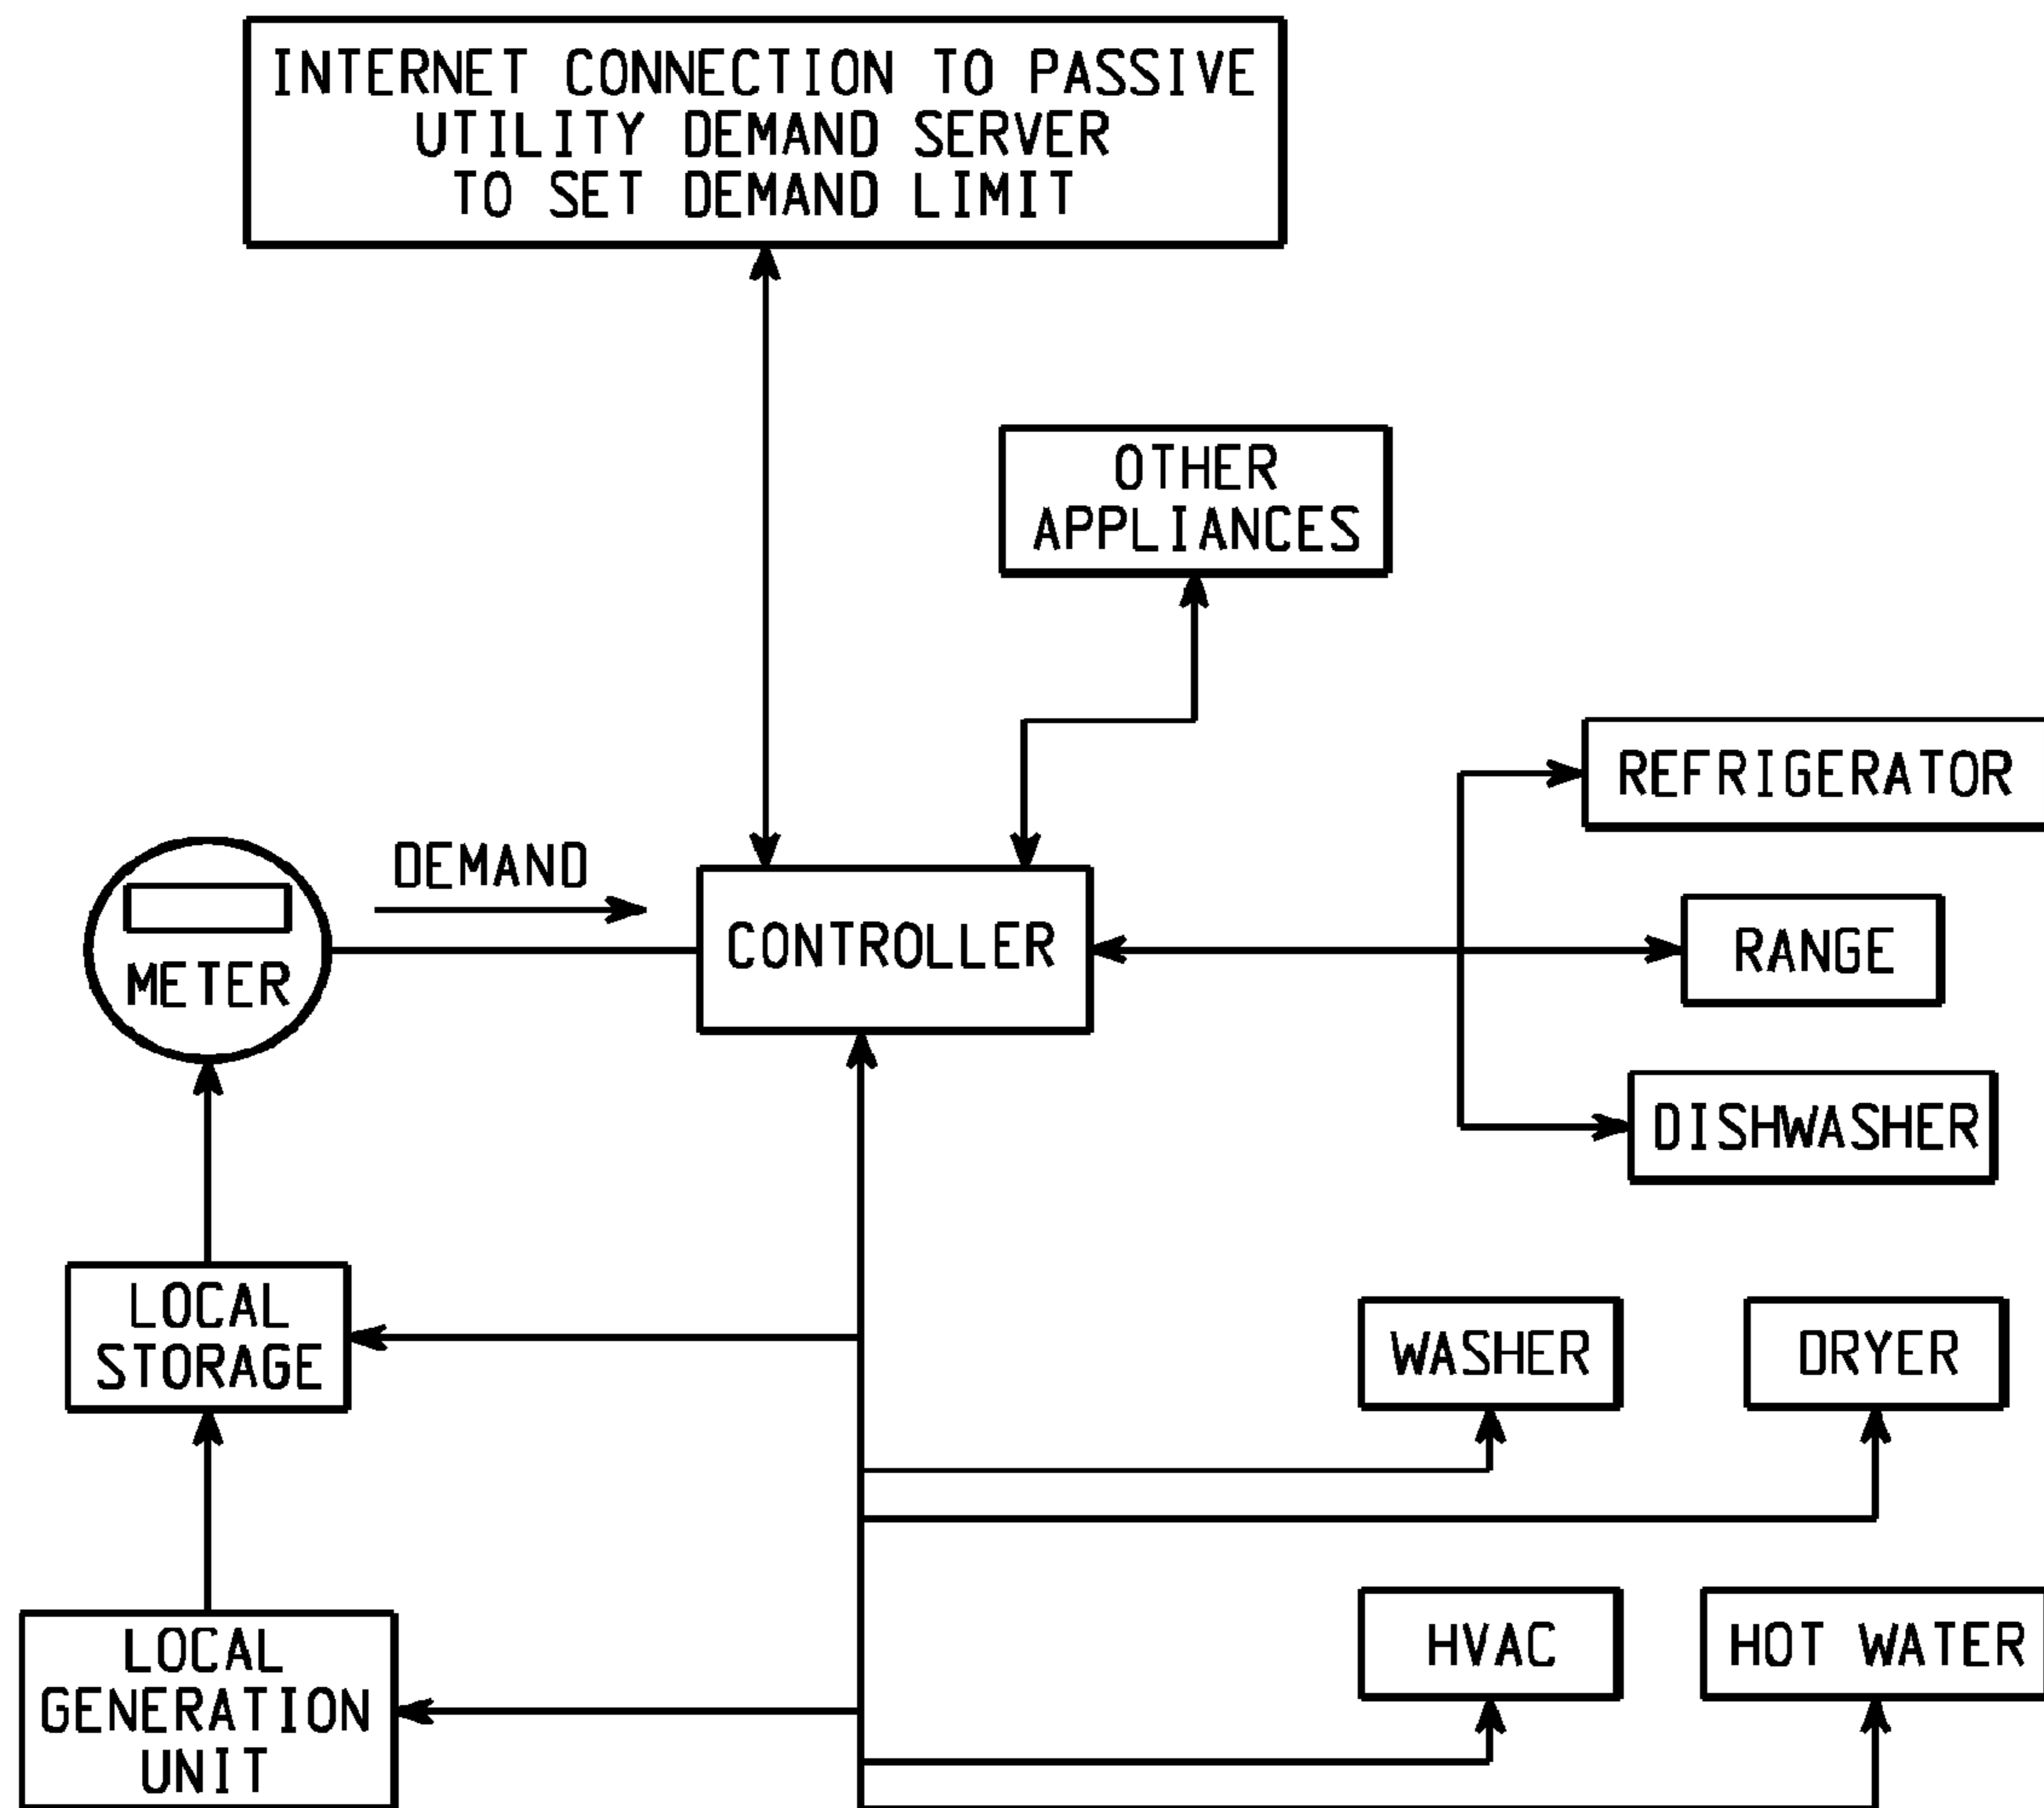 INTERNET CONNECTION TO PASSIVE
UTILITY DEMAND SERVER
TO SET DEMAND LIMIT
OTHER
APPLIANCES
REFRIGERATOR
DEMAND
METER
CONTROLLER
RANGE
DISHWASHER
LOCAL
STORAGE
WASHER
DRYER
LOCAL
GENERATION
UNIT
HVAC
HOT WATER